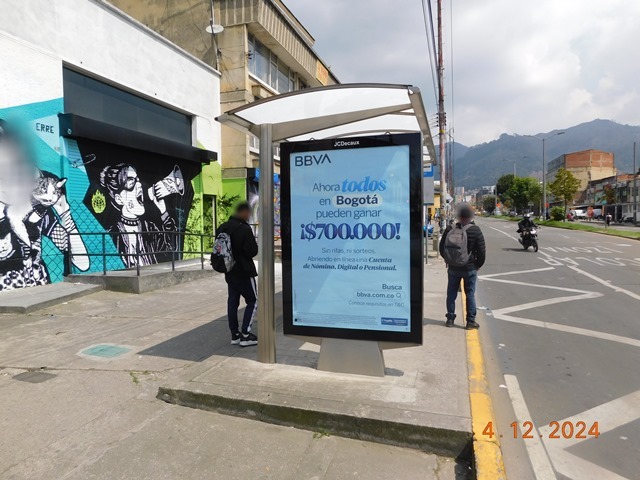 ERRE
JCDecaux
BBVA
Ahora todos
en Bogotá
pueden ganar
¡$700.000!
Sin rifas, ni sorteos.
Abriendo en línea una Cuenta
de Nómina, Digital o Pensional.
Busca
bbva.com.co
4.12.2024